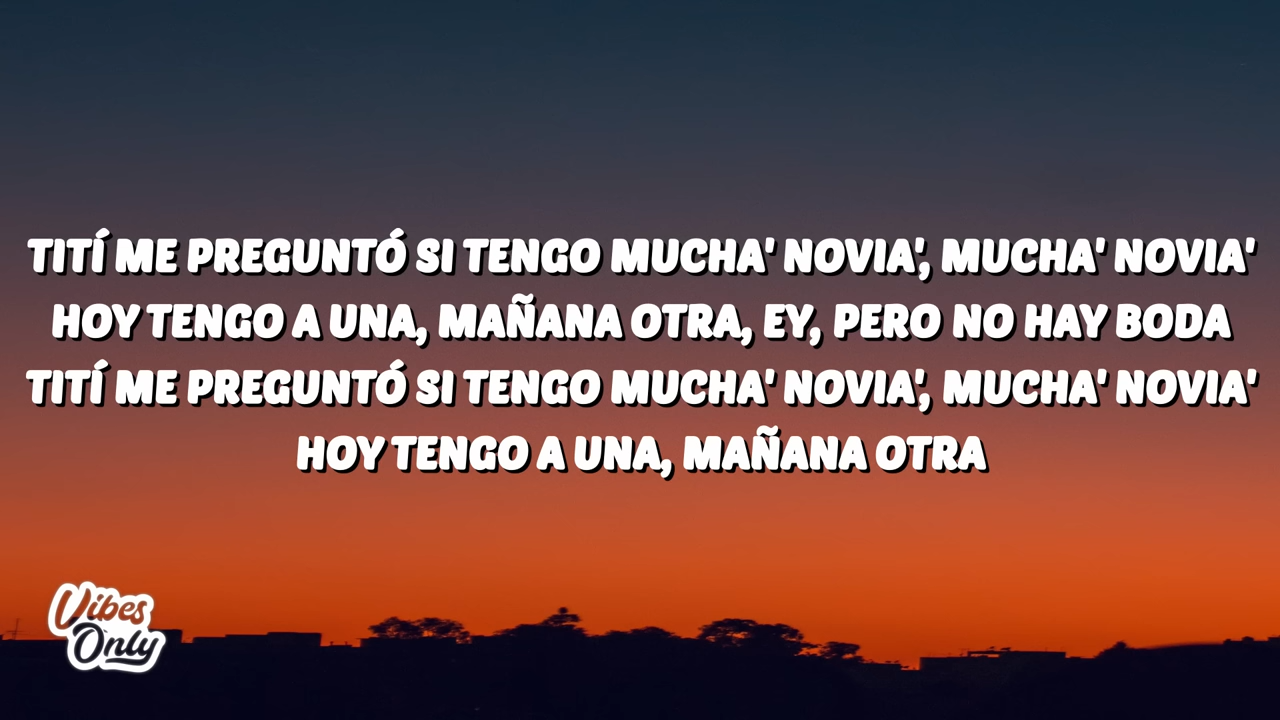 TITÍ ME PREGUNTÓ SI TENGO MUCHA' NOVIA', MUCHA' NOVIA'
HOY TENGO A UNA, MAÑANA OTRA, EY, PERO NO HAY BODA
TITÍ ME PREGUNTÓ SI TENGO MUCHA' NOVIA', MUCHA' NOVIA'
HOY TENGO A UNA, MAÑANA OTRA
Vibes
Only